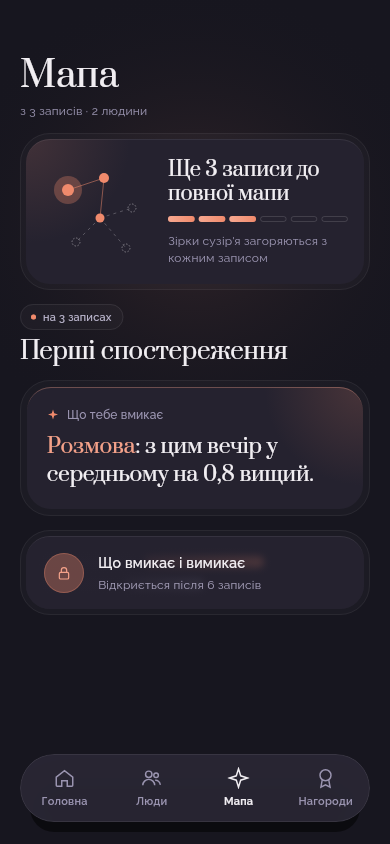 Мапа
з 3 записів · 2 людини
Ще 3 записи до
повної мапи
Зірки сузір'я загоряються з
кожним записом
на 3 записах
Перші спостереження
Що тебе вмикає
Розмова: з цим вечір у
середньому на 0,8 вищий.
Що вмикає і вимикає
Відкриється після 6 записів
Головна
Люди
Мапа
Нагороди